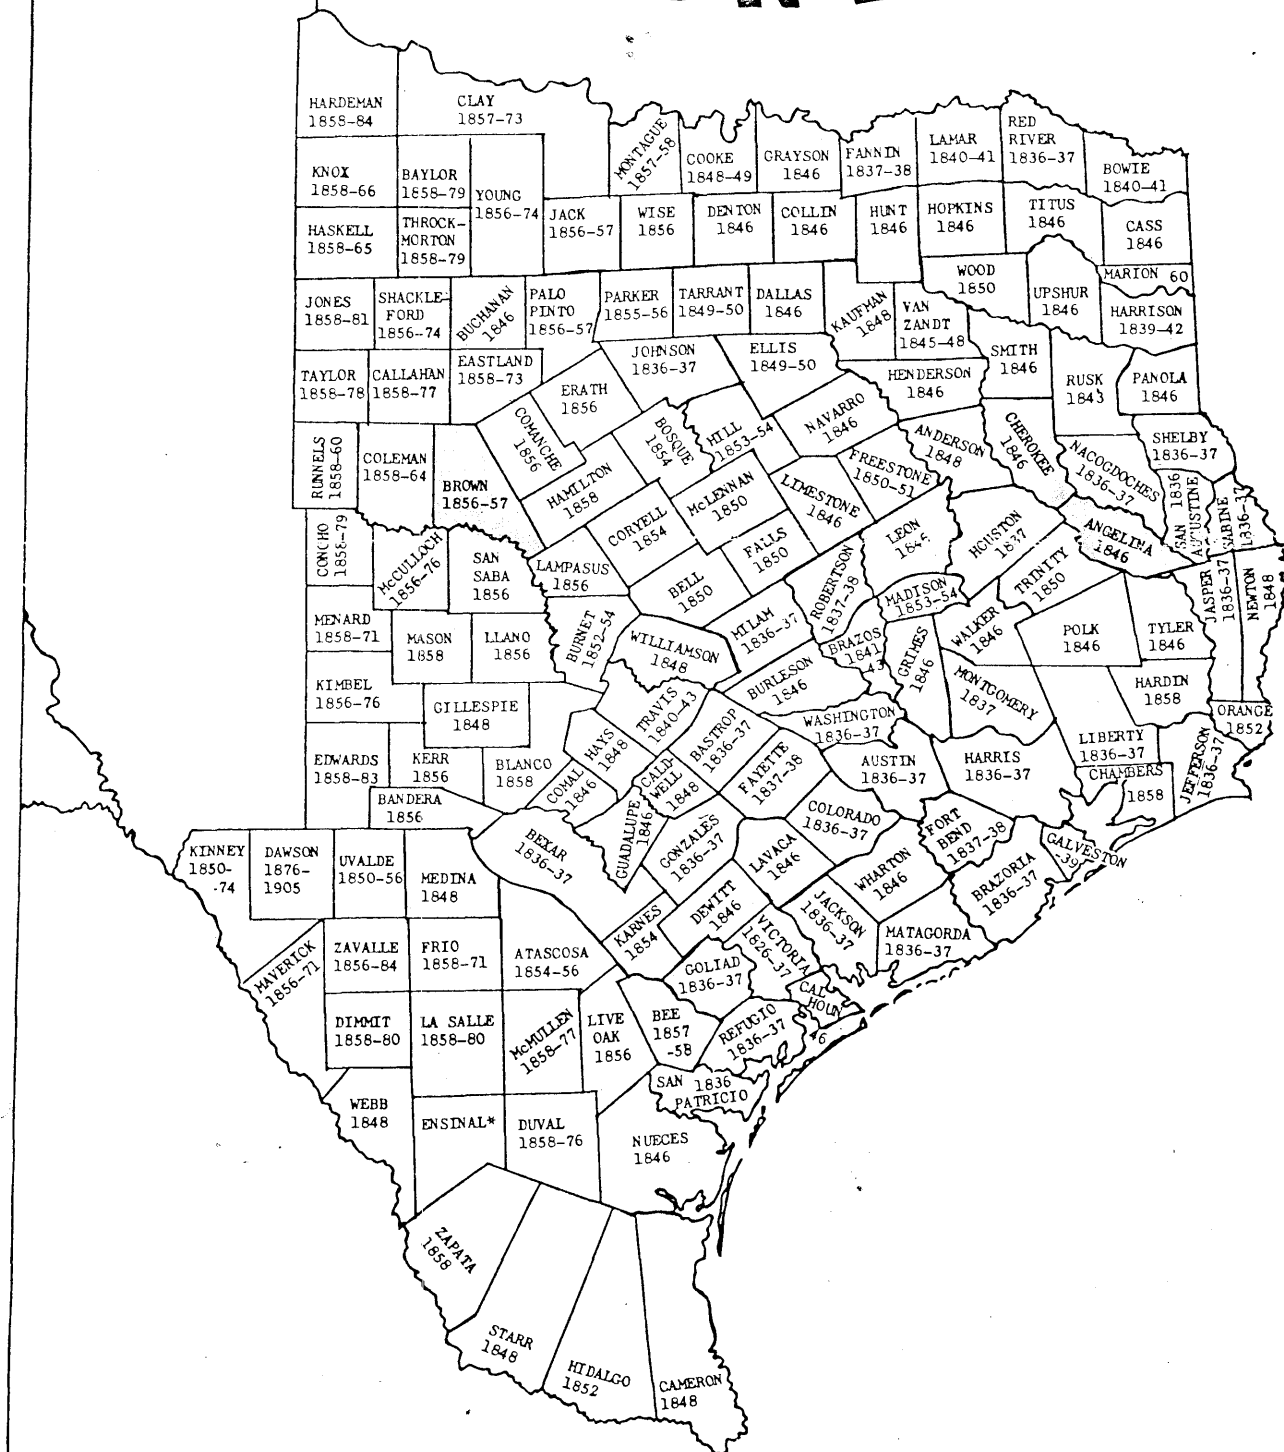 HARDEMAN
1858-84
CLAY
1857-73
MONTAGUE
1857-58
COOKE
1848-49
GRAYSON
1846
FANNIN
1837-38
LAMAR
1840-41
RED
RIVER
1836-37
BOWIE
1840-41
KNOX
1858-66
BAYLOR
1858-79
YOUNG
1856-74
JACK
1856-57
WISE
1856
DENTON
1846
COLLIN
1846
HUNT
1846
HOPKINS
1846
TITUS
1846
CASS
1846
HASKELL
1858-65
THROCK-
MORTON
1858-79
WOOD
1850
MARION 60
JONES
1858-81
SHACKLE-
FORD
1856-74
BUCHANAN
1846
PALO
PINTO
1856-57
PARKER
1855-56
TARRANT
1849-50
DALLAS
1846
KAUFMAN
1848
VAN
ZANDT
1845-48
UPSHUR
1846
HARRISON
1839-42
TAYLOR
1858-78
CALLAHAN
1858-77
EASTLAND
1858-73
ERATH
1856
JOHNSON
1836-37
ELLIS
1849-50
HENDERSON
1846
SMITH
1846
RUSK
1843
PANOLA
1846
RUNNELS
1858-60
COLEMAN
1858-64
BROWN
1856-57
COMANCHE
1856
HAMILTON
1858
BOSQUE
1854
HILL
1853-54
NAVARRO
1846
FREESTONE
1850-51
ANDERSON
1848
CHEROKEE
1846
NACOGDOCHES
1836-37
SHELBY
1836-37
SAN 1836
AUGUSTINE
SABINE
1836-37
CONCHO
1858-79
McCULLOCH
1856-76
SAN
SABA
1856
LAMPASUS
1856
CORYELL
1854
McLENNAN
1850
LIMESTONE
1846
FALLS
1850
LEON
HOUSTON
1837
ANGELINA
1846
TRINITY
1850
JASPER
1836-37
NEWTON
1848
MENARD
1858-71
MASON
1858
LLANO
1856
BURNET
1852-54
BELL
1850
MILAM
1836-37
ROBERTSON
1837-38
MADISON
1853-54
WALKER
1846
POLK
1846
TYLER
1846
KIMBEL
1856-76
GILLESPIE
1848
WILLIAMSON
1848
BURLESON
1846
BRAZOS
1841
-43
GRIMES
1846
MONTGOMERY
1837
HARDIN
1858
ORANGE
1852
EDWARDS
1858-83
KERR
1856
BLANCO
1858
HAYS
1848
TRAVIS
1840-43
BASTROP
1836-37
WASHINGTON
1836-37
AUSTIN
1836-37
HARRIS
1836-37
LIBERTY
1836-37
CHAMBERS
1858
JEFFERSON
1836-37
BANDERA
1856
COMAL
1846
CALD-
WELL
1848
FAYETTE
1837-38
COLORADO
1836-37
FORT
BEND
1837-38
GALVESTON
-39
KINNEY
1850-
-74
DAWSON
1876-
1905
UVALDE
1850-56
MEDINA
1848
BEXAR
1836-37
GUADALUPE
1846
GONZALES
1836-37
LAVACA
1846
WHARTON
1846
BRAZORIA
1836-37
MAVERICK
1856-71
ZAVALLE
1856-84
FRIO
1858-71
ATASCOSA
1854-56
KARNES
1854
DEWITT
1846
VICTORIA
1826-37
JACKSON
1836-37
MATAGORDA
1836-37
DIMMIT
1858-80
LA SALLE
1858-80
McMULLEN
1858-77
LIVE
OAK
1856
BEE
1857
-58
GOLIAD
1836-37
REFUGIO
1836-37
CAL-
HOUN
46
WEBB
1848
ENSINAL*
DUVAL
1858-76
SAN 1836
PATRICIO
NUECES
1846
ZAPATA
1858
STARR
1848
HIDALGO
1852
CAMERON
1848